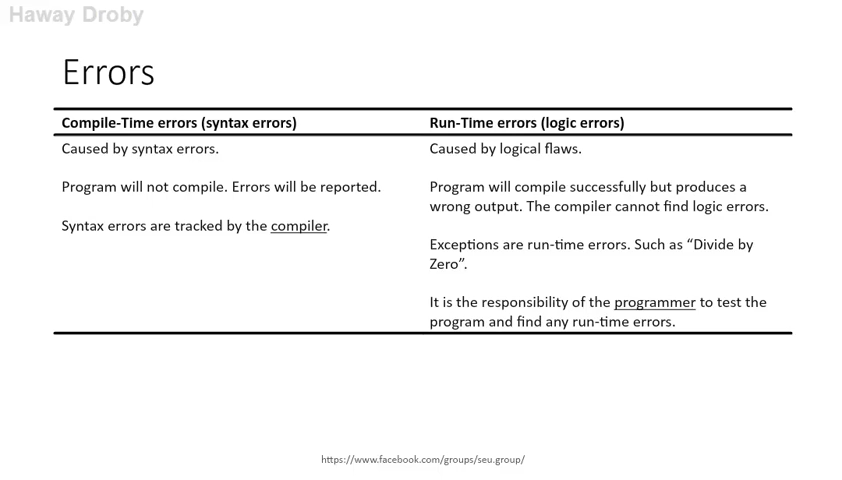 Haway Droby
Errors
Compile-Time errors (syntax errors)
Run-Time errors (logic errors)
Caused by syntax errors.
Program will not compile. Errors will be reported.
Syntax errors are tracked by the compiler.
Caused by logical flaws.
Program will compile successfully but produces a
wrong output. The compiler cannot find logic errors.
Exceptions are run-time errors. Such as “Divide by
Zero”.
It is the responsibility of the programmer to test the
program and find any run-time errors.
https://www.facebook.com/groups/seu.group/